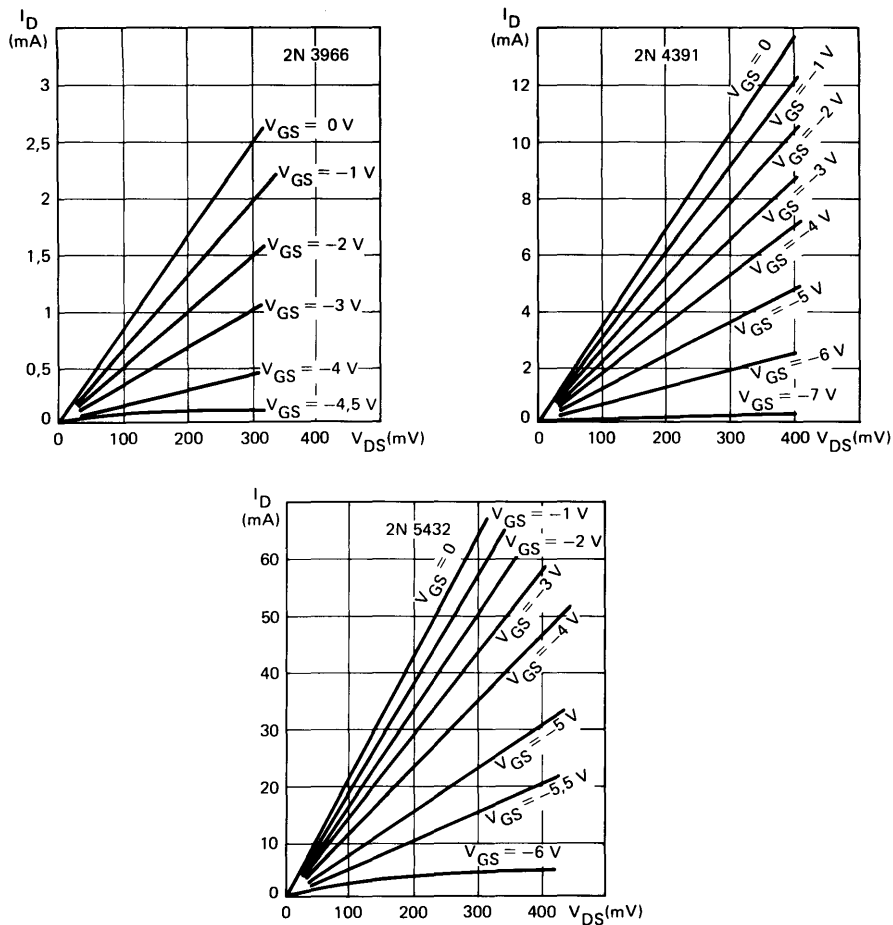 I_D
(mA)
2N 3966
3
2,5
2
1,5
1
0,5
0
V_GS = 0 V
V_GS = −1 V
V_GS = −2 V
V_GS = −3 V
V_GS = −4 V
V_GS = −4,5 V
0 100 200 300 400 V_DS(mV)
I_D
(mA)
2N 4391
12
10
8
6
4
2
0
V_GS = 0
V_GS = −1 V
V_GS = −2 V
V_GS = −3 V
V_GS = −4 V
V_GS = −5 V
V_GS = −6 V
V_GS = −7 V
0 100 200 300 400 V_DS(mV)
I_D
(mA)
2N 5432
60
50
40
30
20
10
0
V_GS = 0
V_GS = −1 V
V_GS = −2 V
V_GS = −3 V
V_GS = −4 V
V_GS = −5 V
V_GS = −5,5 V
V_GS = −6 V
0 100 200 300 400 V_DS(mV)